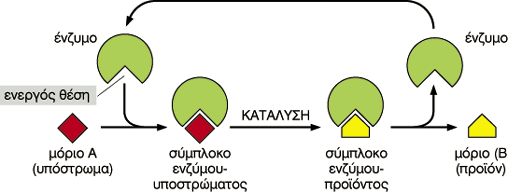 ένζυμο
ένζυμο
ενεργός θέση
ΚΑΤΑΛΥΣΗ
μόριο Α
(υπόστρωμα)
σύμπλοκο
ενζύμου-
υποστρώματος
σύμπλοκο
ενζύμου-
προϊόντος
μόριο (Β
(προϊόν)